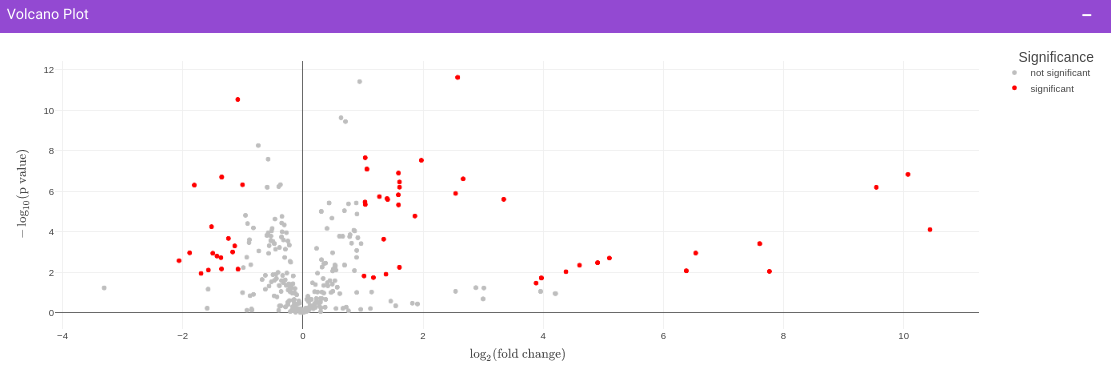 Volcano Plot
Significance
not significant
significant
12
10
8
6
4
2
0
− log10(p value)
−4 −2 0 2 4 6 8 10
log2(fold change)